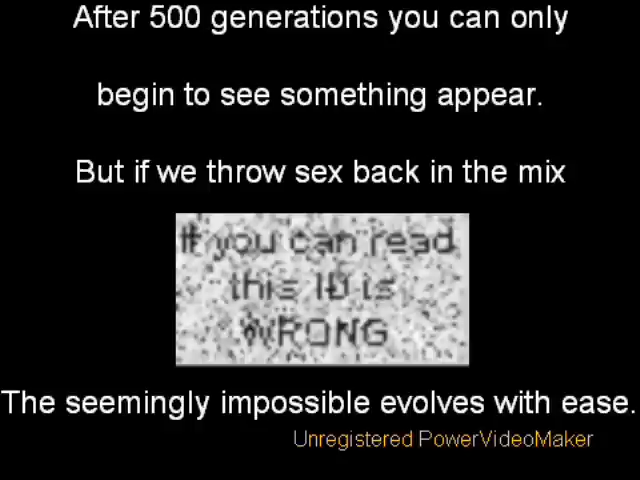 After 500 generations you can only
begin to see something appear.
But if we throw sex back in the mix
If you can read
this ID is
WRONG
The seemingly impossible evolves with ease.
Unregistered PowerVideoMaker